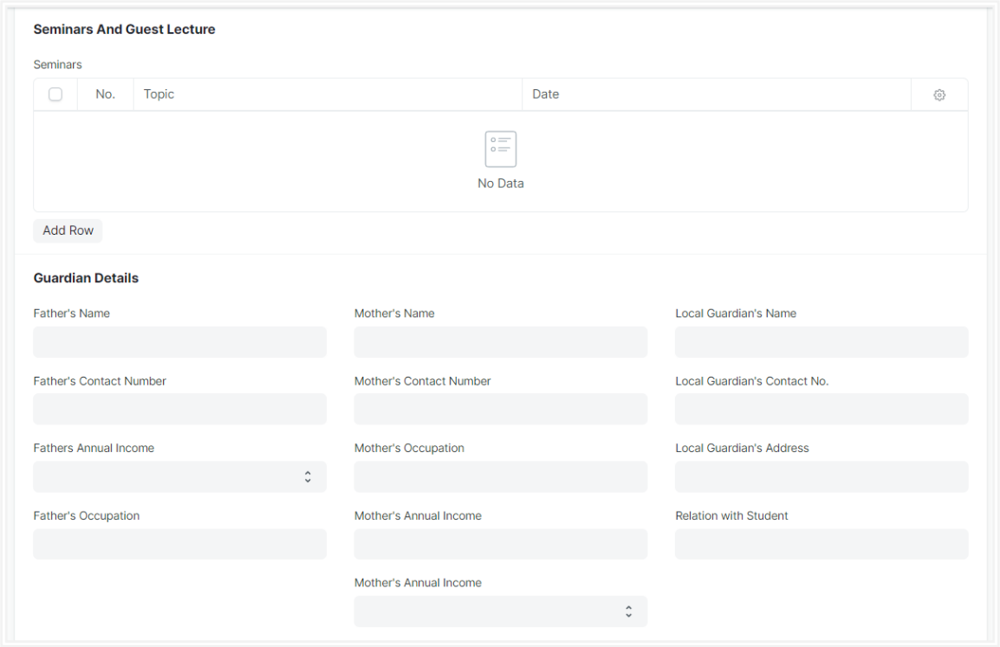 Seminars And Guest Lecture
Seminars
No. Topic Date
No Data
Add Row
Guardian Details
Father's Name Mother's Name Local Guardian's Name
Father's Contact Number Mother's Contact Number Local Guardian's Contact No.
Fathers Annual Income Mother's Occupation Local Guardian's Address
Father's Occupation Mother's Annual Income Relation with Student
Mother's Annual Income